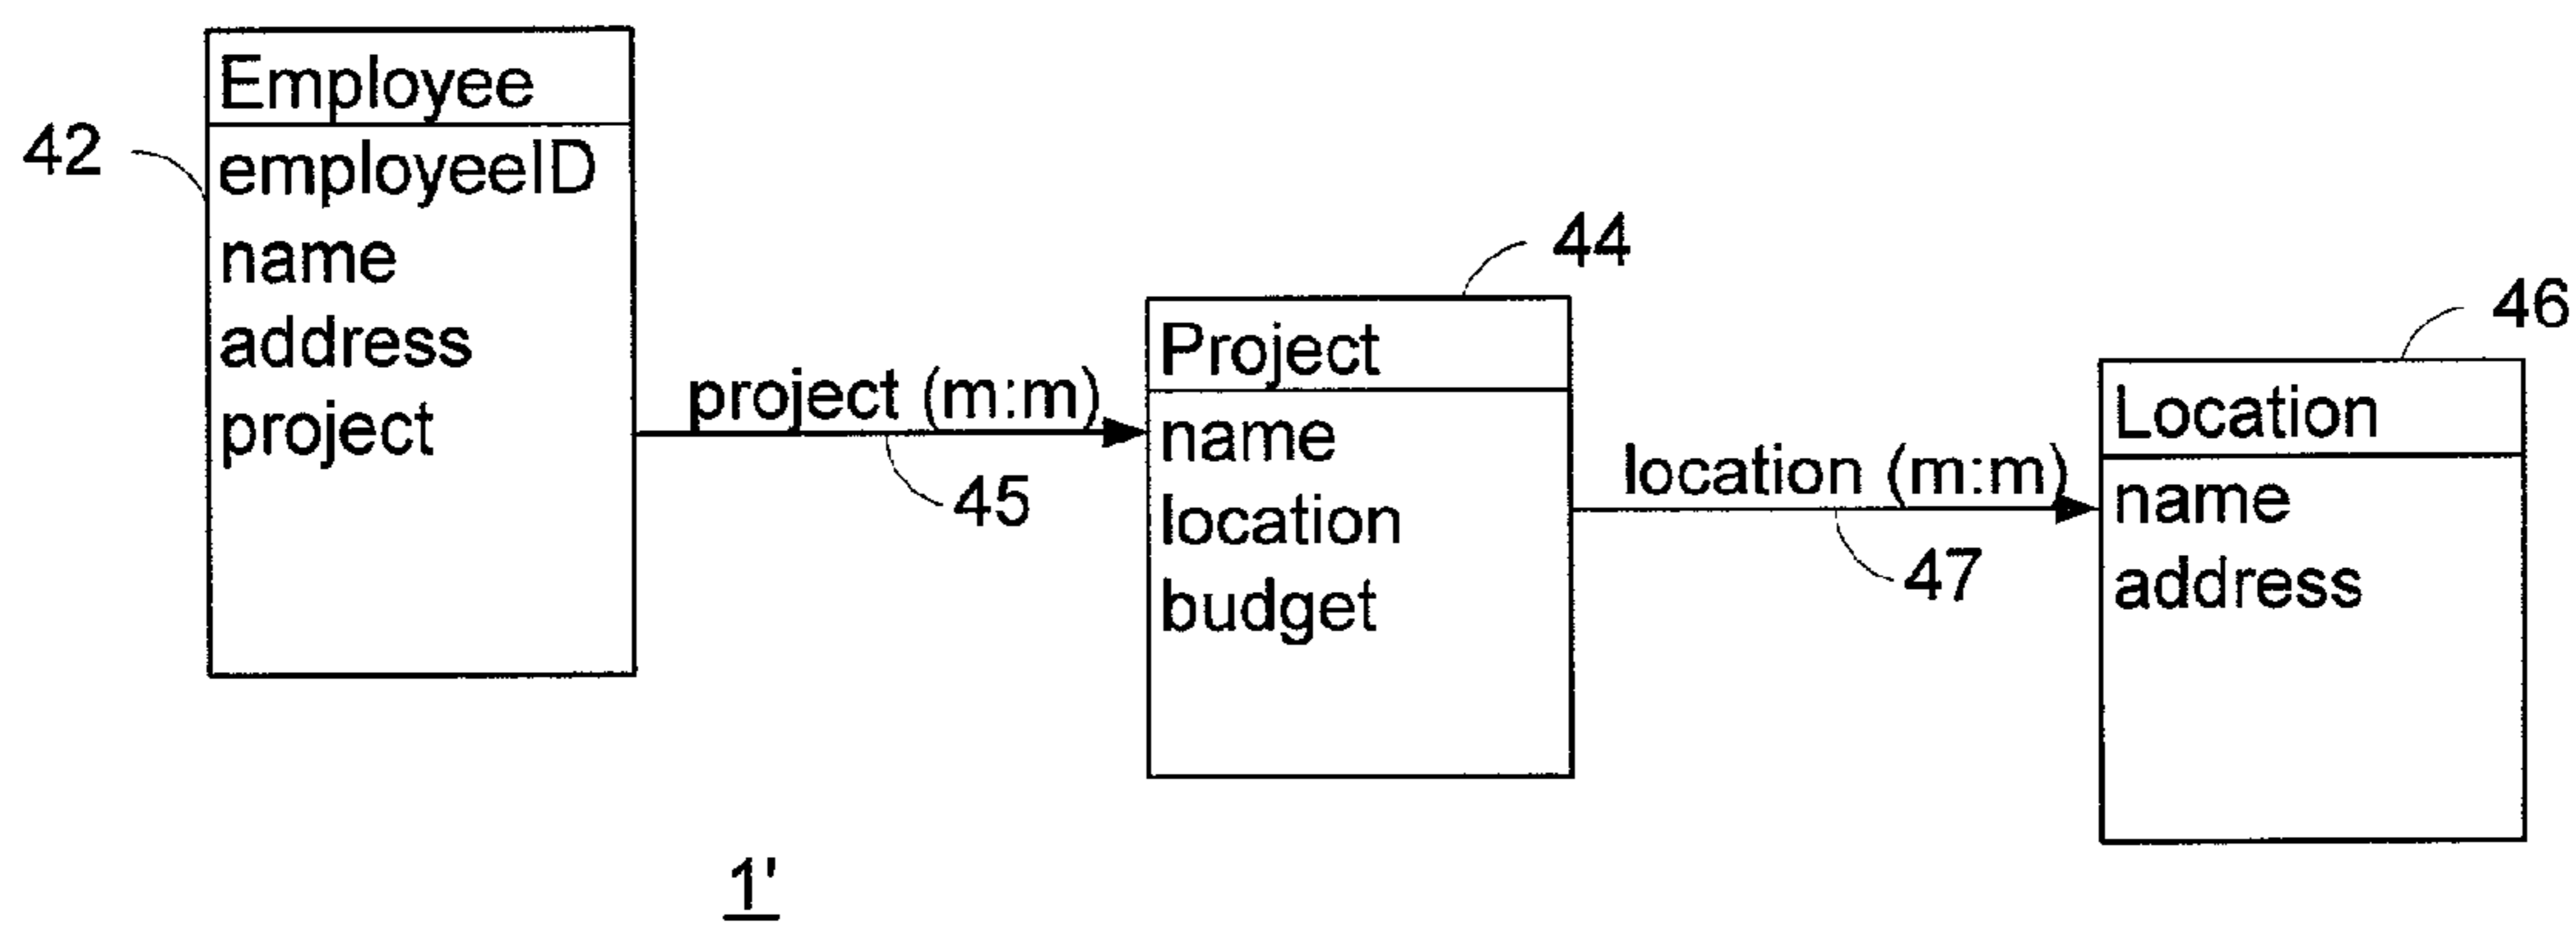 Employee
42
employeeID
name
address
project
project (m:m)
45
44
Project
name
location
budget
location (m:m)
47
46
Location
name
address
1'